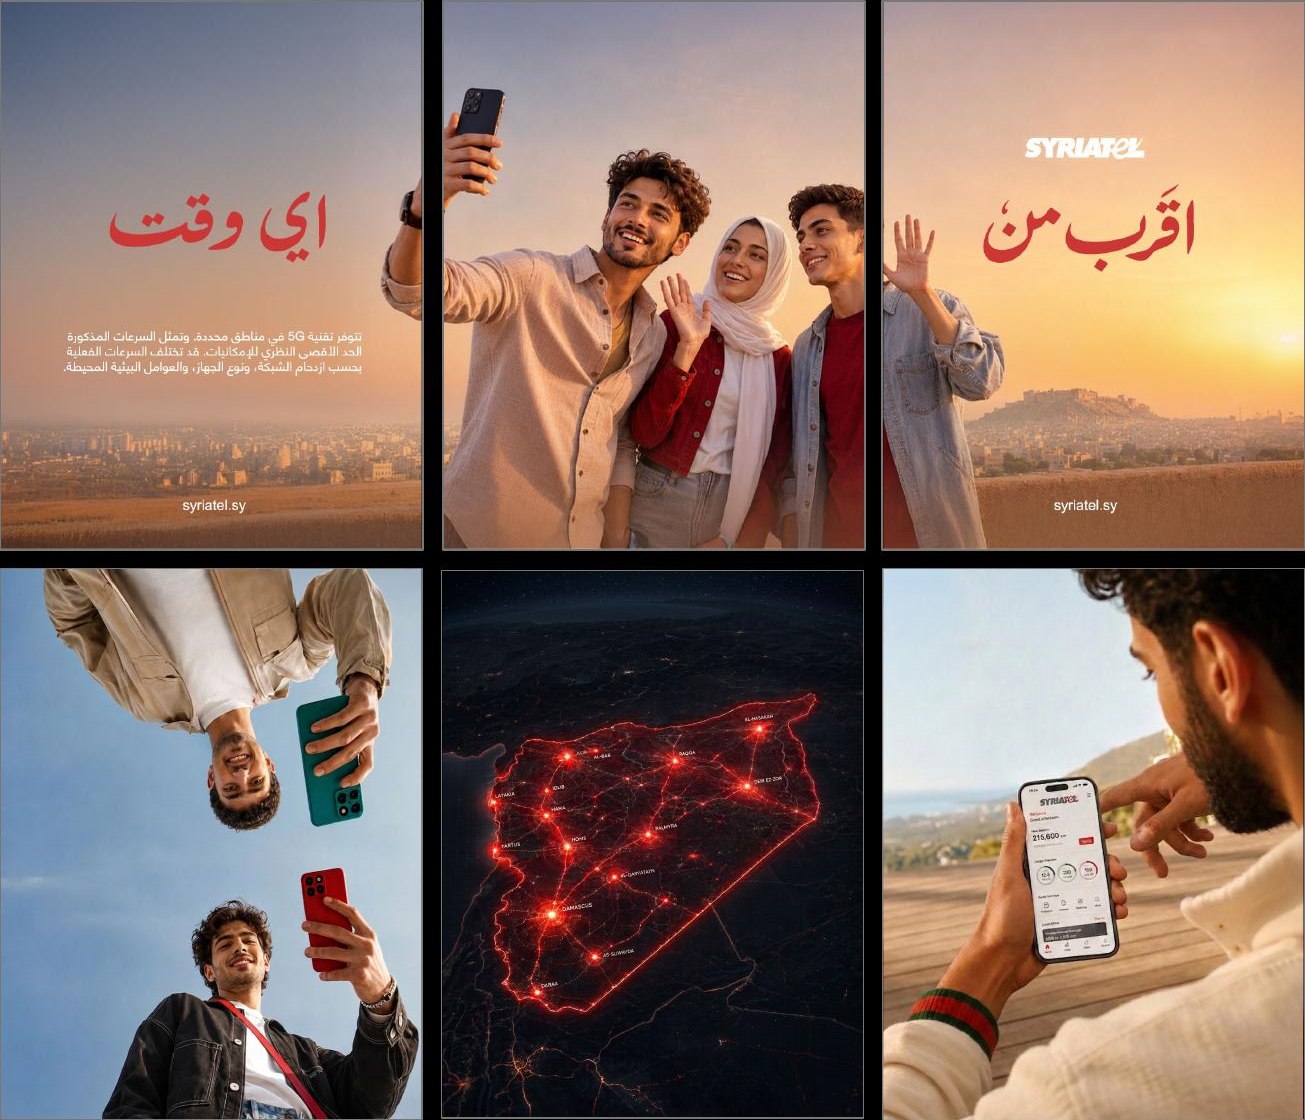 SYRIATEL
اقرب من
syriatel.sy
اي وقت
تتوفر تقنية 5G في مناطق محددة. وتمثل السرعات المذكورة
الحد الأقصى النظري للإمكانيات. قد تختلف السرعات الفعلية
بحسب ازدحام الشبكة، ونوع الجهاز، والعوامل البيئية المحيطة.
syriatel.sy
AL-HASAKAH
AL-BAB
RAQQA
DEIR EZ-ZOR
IDLIB
LATAKIA
HAMA
PALMYRA
HOMS
TARTUS
AL-QARYATAYN
DAMASCUS
AS-SUWAYDA
DARAA
SYRIATEL
215,600